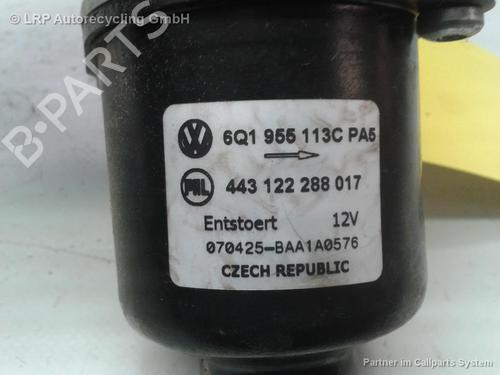 © LRP Autorecycling GmbH
6Q1 955 113C PA5
443 122 288 017
Entstoert 12V
070425-BAA1A0576
CZECH REPUBLIC
Partner im Callparts System